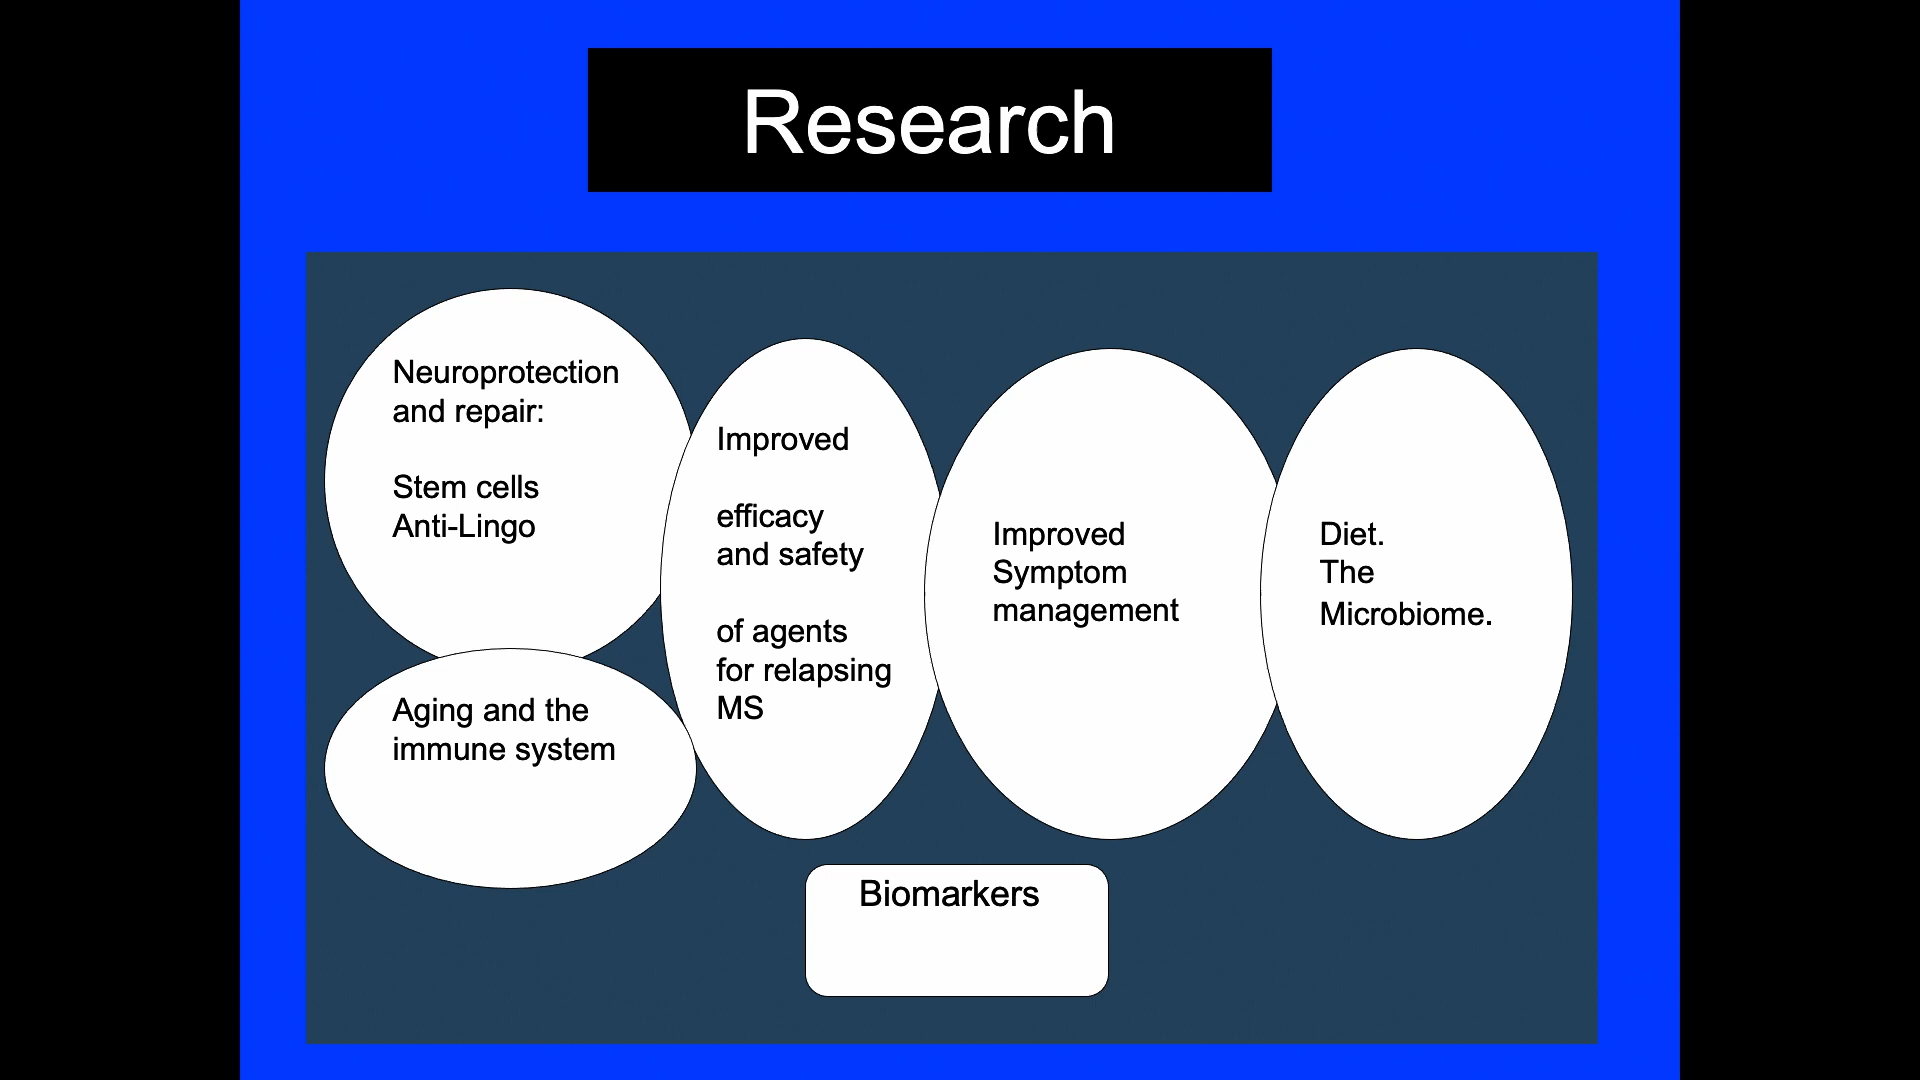 Research
Neuroprotection
and repair:
Stem cells
Anti-Lingo
Aging and the
immune system
Improved
efficacy
and safety
of agents
for relapsing
MS
Improved
Symptom
management
Diet.
The
Microbiome.
Biomarkers